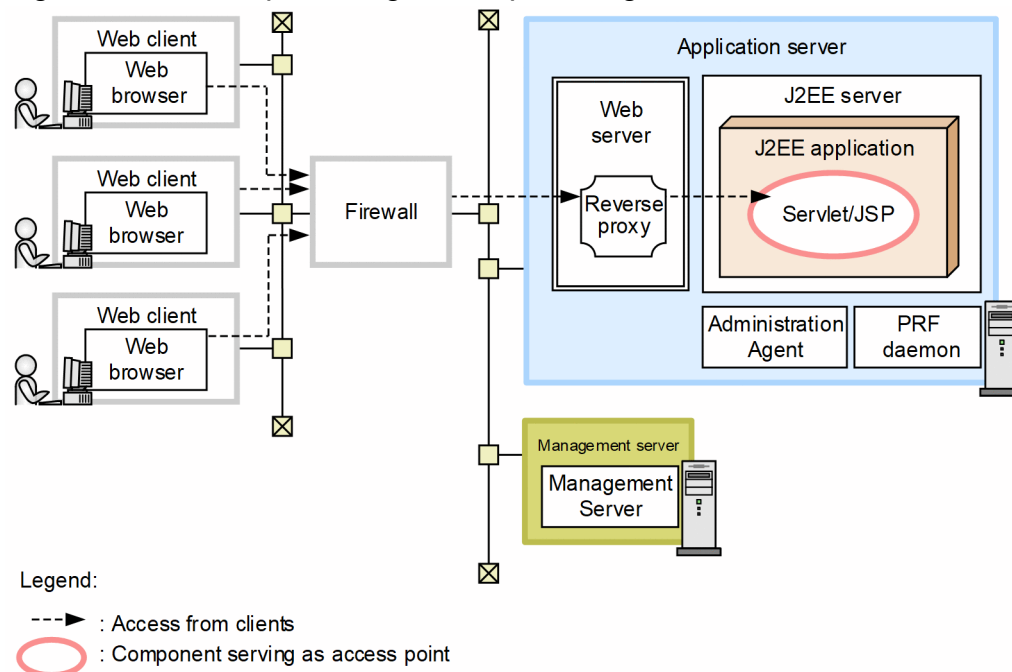 Web client
Web
browser
Web client
Web
browser
Web client
Web
browser
Firewall
Application server
Web
server
Reverse
proxy
J2EE server
J2EE application
Servlet/JSP
Administration
Agent
PRF
daemon
Management server
Management
Server
Legend:
: Access from clients
: Component serving as access point